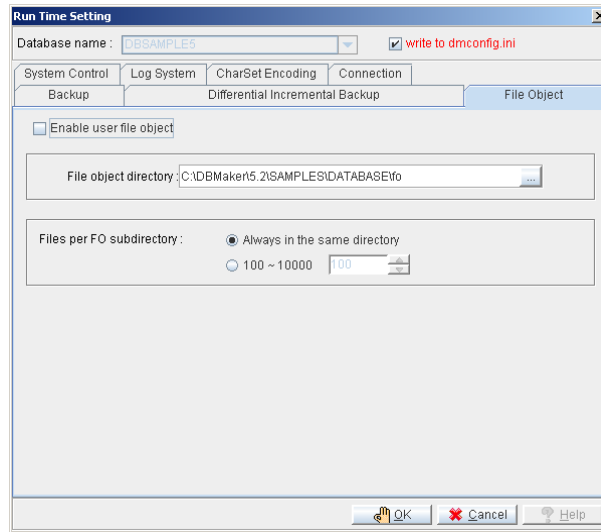 Run Time Setting
Database name : DBSAMPLE5 write to dmconfig.ini
System Control Log System CharSet Encoding Connection
Backup Differential Incremental Backup File Object
Enable user file object
File object directory : C:\DBMaker\5.2\SAMPLES\DATABASE\fo ...
Files per FO subdirectory : Always in the same directory
100 ~ 10000 100
OK Cancel Help